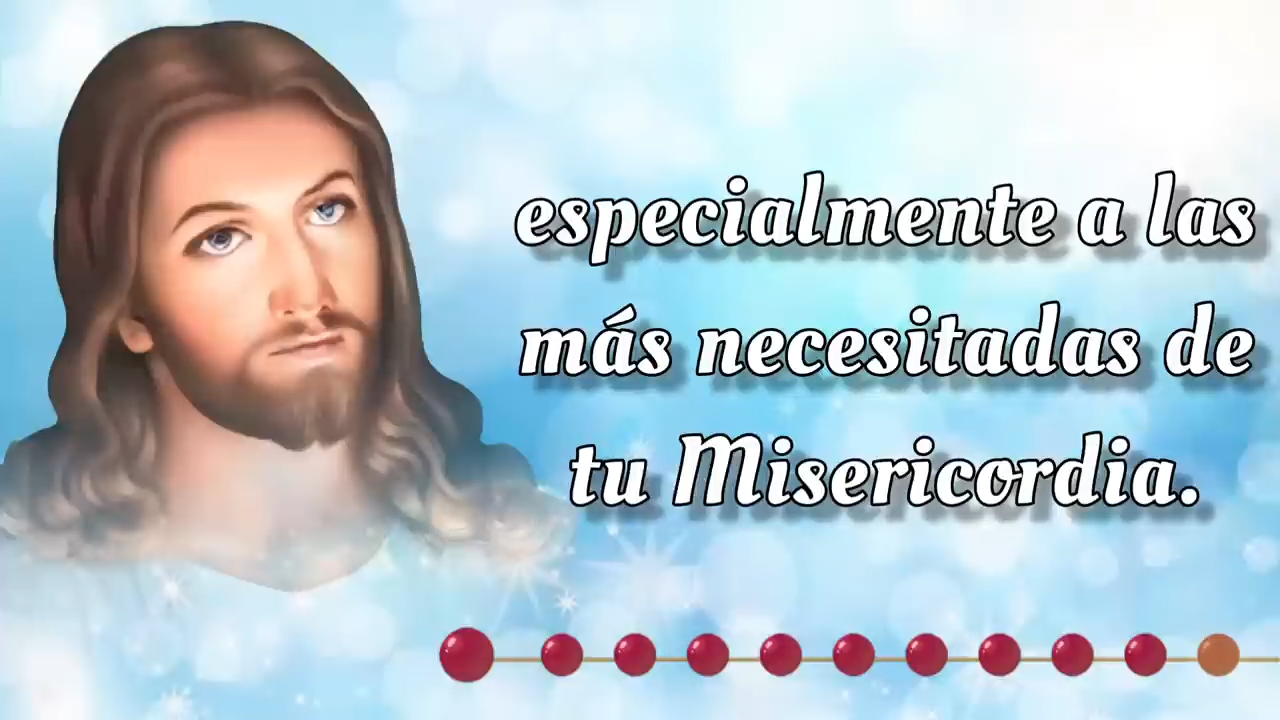 especialmente a las
más necesitadas de
tu Misericordia.